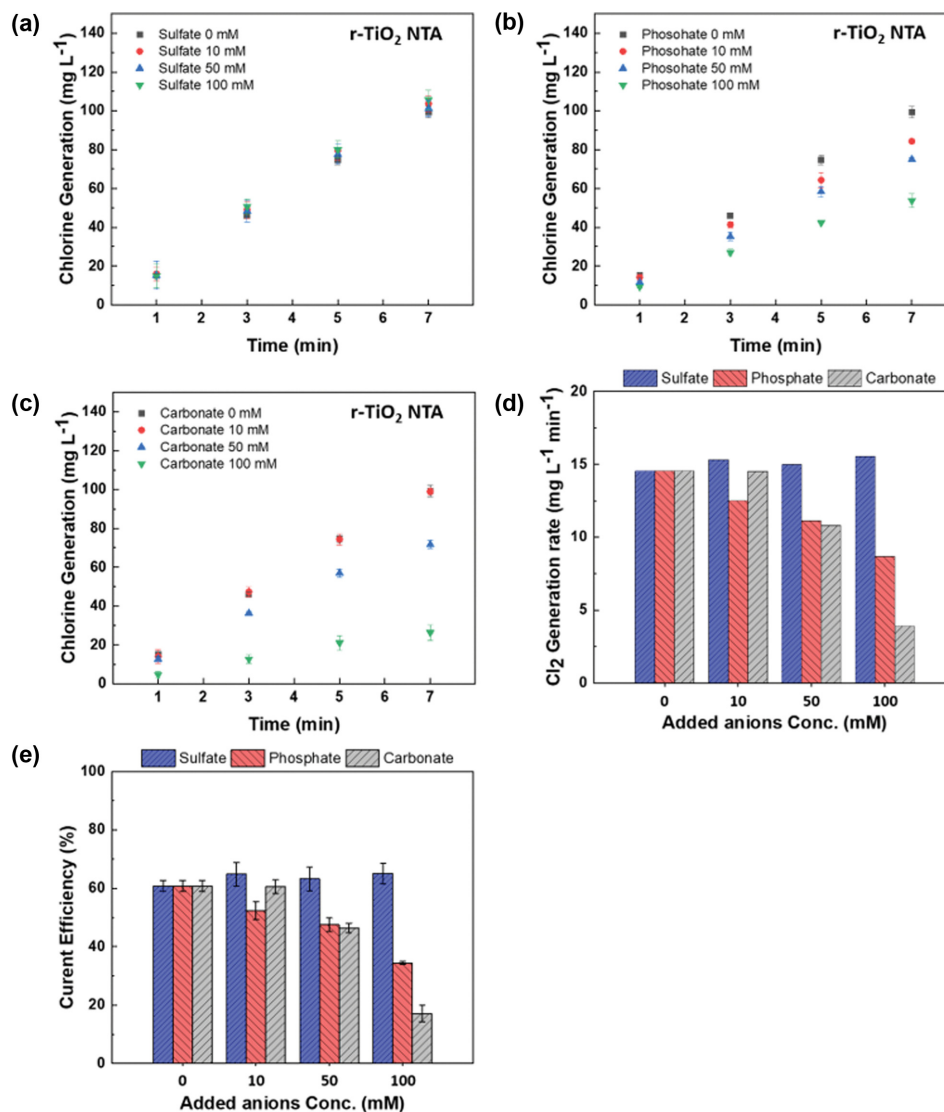 (a)
r-TiO2 NTA
Sulfate 0 mM
Sulfate 10 mM
Sulfate 50 mM
Sulfate 100 mM
Chlorine Generation (mg L-1)
140
120
100
80
60
40
20
0
1 2 3 4 5 6 7
Time (min)
(b)
r-TiO2 NTA
Phosohate 0 mM
Phosohate 10 mM
Phosohate 50 mM
Phosohate 100 mM
Chlorine Generation (mg L-1)
140
120
100
80
60
40
20
0
1 2 3 4 5 6 7
Time (min)
(c)
r-TiO2 NTA
Carbonate 0 mM
Carbonate 10 mM
Carbonate 50 mM
Carbonate 100 mM
Chlorine Generation (mg L-1)
140
120
100
80
60
40
20
0
1 2 3 4 5 6 7
Time (min)
(d)
Sulfate Phosphate Carbonate
Cl2 Generation rate (mg L-1 min-1)
20
15
10
5
0
0 10 50 100
Added anions Conc. (mM)
(e)
Sulfate Phosphate Carbonate
Curent Efficiency (%)
100
80
60
40
20
0
0 10 50 100
Added anions Conc. (mM)